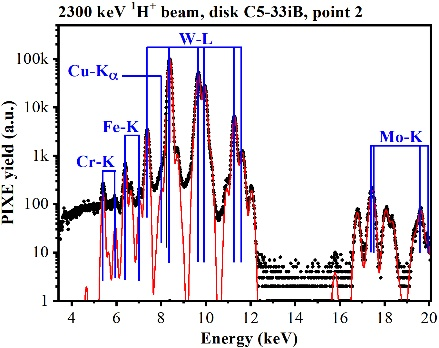 2300 keV ¹H⁺ beam, disk C5-33iB, point 2
W-L
Cu-Kα
Fe-K
Cr-K
Mo-K
PIXE yield (a.u.)
100k
10k
1k
100
10
1
4 6 8 10 12 14 16 18 20
Energy (keV)